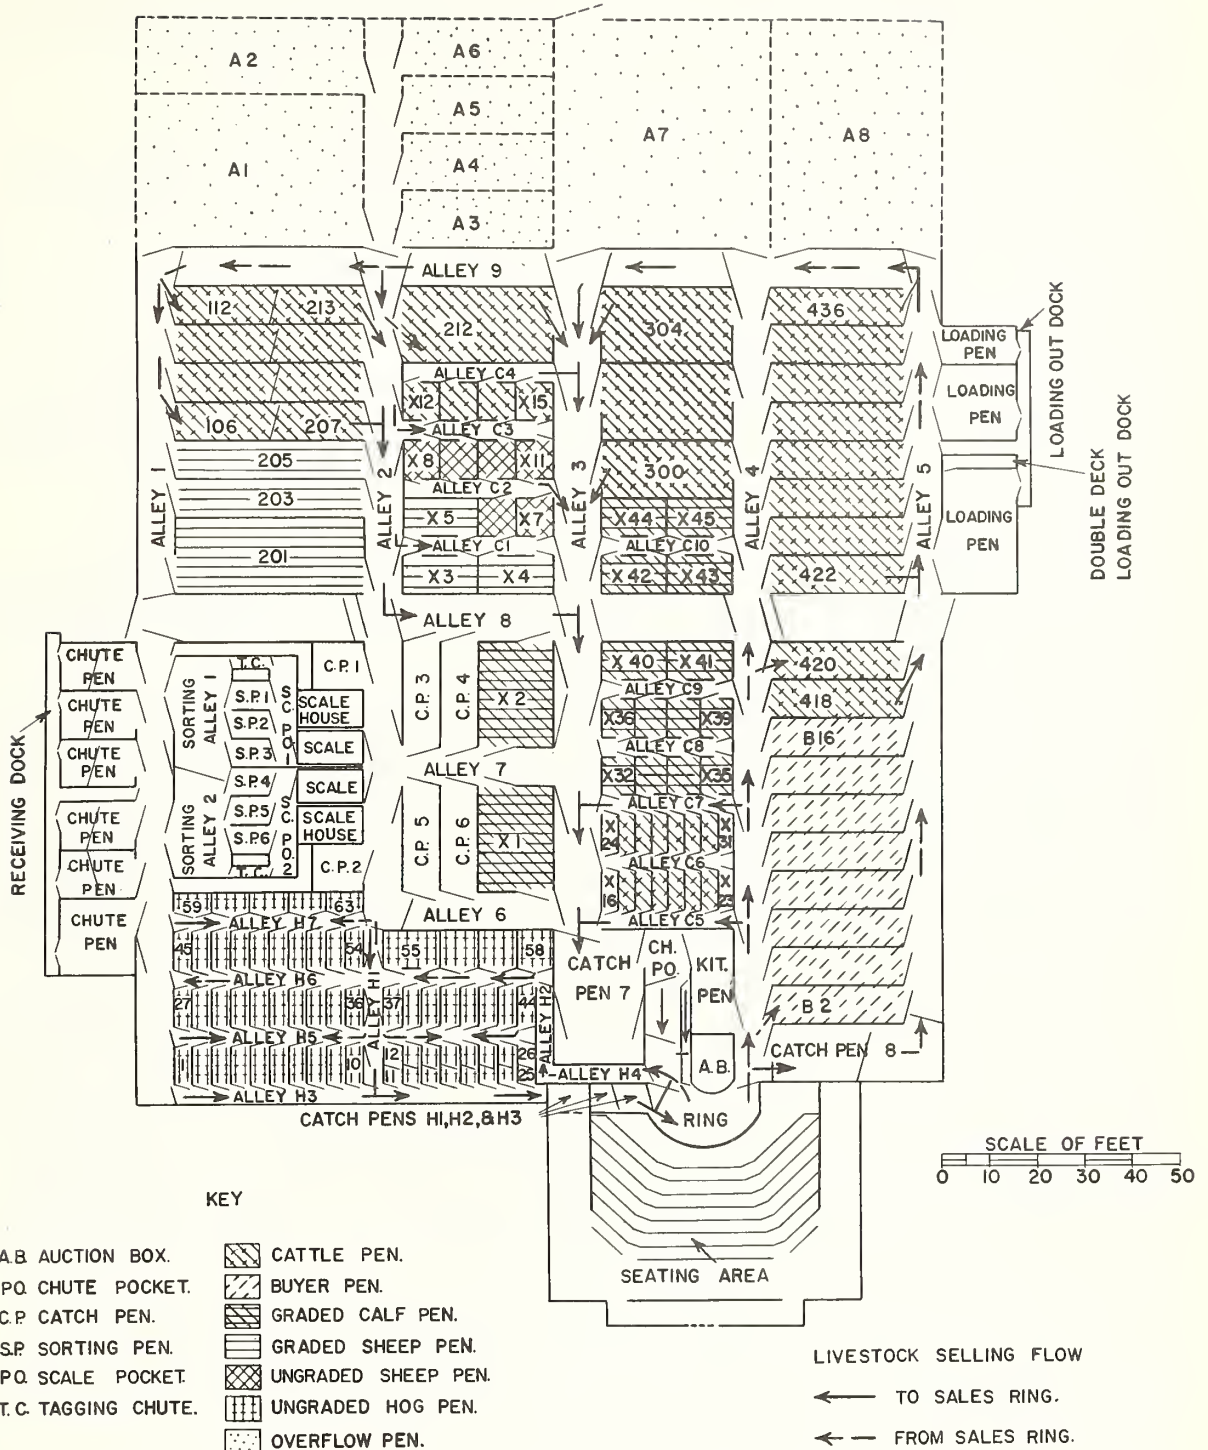 A2
A6
A5
A7
A8
A1
A4
A3
ALLEY 9
112
213
212
304
436
LOADING PEN
LOADING OUT DOCK
ALLEY C4
X12
X15
LOADING PEN
106
207
ALLEY C3
205
X8
X11
300
ALLEY 1
ALLEY 2
ALLEY 3
ALLEY 4
ALLEY 5
DOUBLE DECK
LOADING OUT DOCK
ALLEY C2
203
X5
X7
X44
X45
LOADING PEN
201
ALLEY C1
ALLEY C10
X3
X4
X42
X43
422
ALLEY 8
RECEIVING DOCK
CHUTE PEN
CHUTE PEN
CHUTE PEN
CHUTE PEN
CHUTE PEN
CHUTE PEN
SORTING ALLEY 1
SORTING ALLEY 2
T.C.
S.P.1
S.P.2
S.P.3
S.P.4
S.P.5
S.P.6
T.C.
SC. PO. 1
SC. PO. 2
C.P. 1
SCALE HOUSE
SCALE
SCALE
SCALE HOUSE
C.P. 2
C.P. 3
C.P. 4
X2
ALLEY 7
C.P. 5
C.P. 6
X1
X40
X41
420
ALLEY C9
418
X36
X39
B16
ALLEY C8
X32
X35
ALLEY C7
X24
X31
ALLEY C6
X16
X23
ALLEY C5
ALLEY 6
59
63
ALLEY H7
45
54
55
58
CATCH PEN 7
CH. PO.
KIT. PEN
ALLEY H6
ALLEY H1
ALLEY H2
27
36
37
44
B2
ALLEY H5
CATCH PEN 8
1
10
12
11
26
25
ALLEY H4
A.B.
ALLEY H3
CATCH PENS H1,H2,&H3
RING
SCALE OF FEET
0 10 20 30 40 50
SEATING AREA
KEY
A.B. AUCTION BOX.
PO. CHUTE POCKET.
C.P. CATCH PEN.
S.P. SORTING PEN.
PO. SCALE POCKET.
T.C. TAGGING CHUTE.
CATTLE PEN.
BUYER PEN.
GRADED CALF PEN.
GRADED SHEEP PEN.
UNGRADED SHEEP PEN.
UNGRADED HOG PEN.
OVERFLOW PEN.
LIVESTOCK SELLING FLOW
TO SALES RING.
FROM SALES RING.